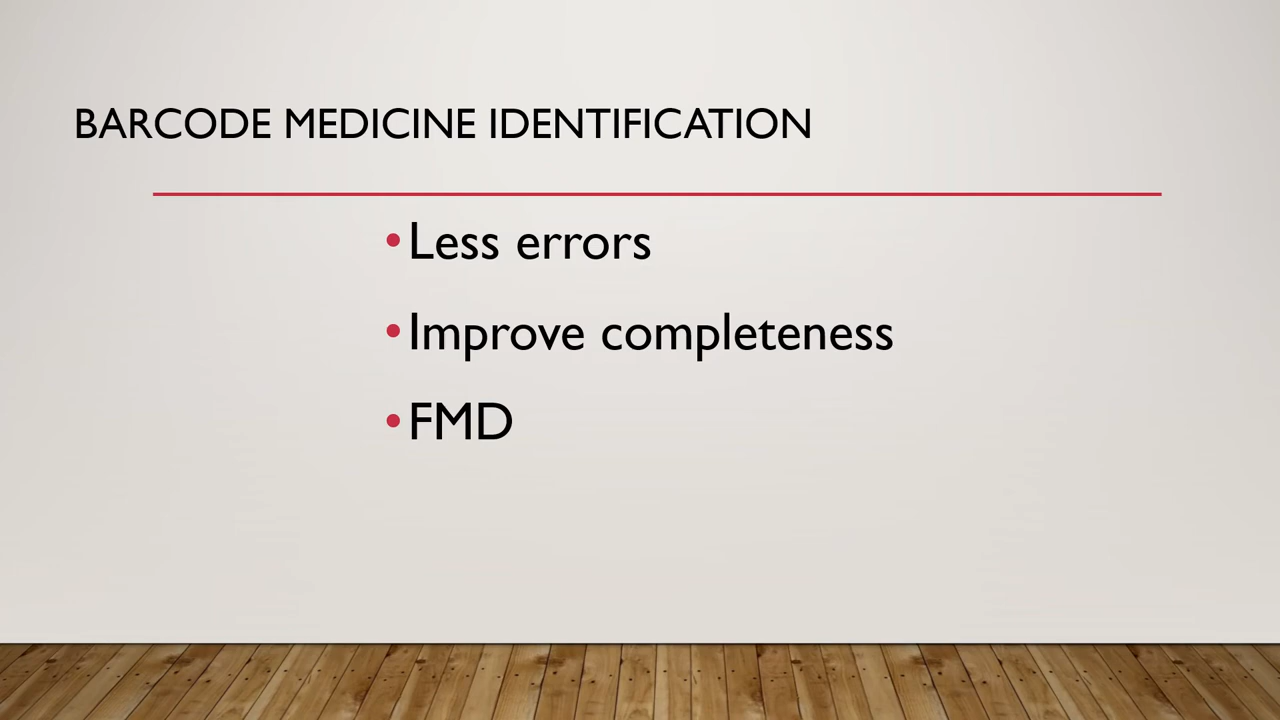 BARCODE MEDICINE IDENTIFICATION
•Less errors
•Improve completeness
•FMD